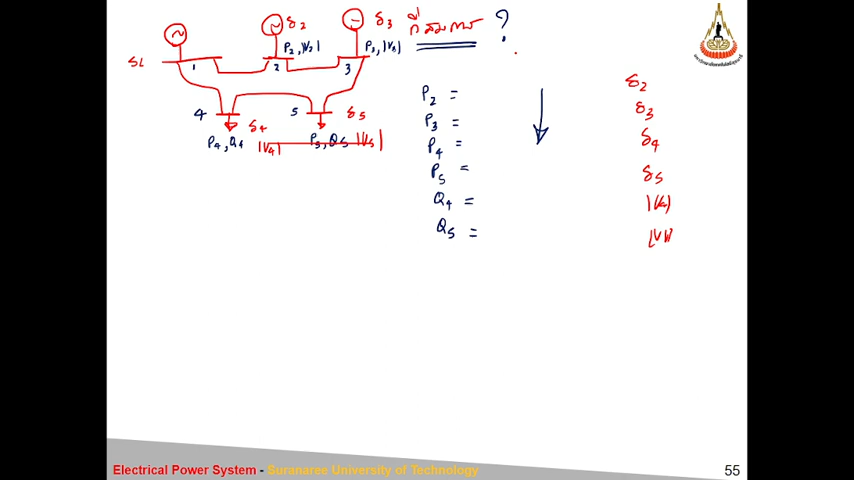 δ2
δ3
กี่สมการ ?
P2, |V2|
P3, |V3|
SL
1
2
3
4
5
δ4
δ5
P4, Q4
|V4|
P5, Q5
|V5|
P2 =
P3 =
P4 =
P5 =
Q4 =
Q5 =
δ2
δ3
δ4
δ5
|V4|
Electrical Power System - Suranaree University of Technology
55